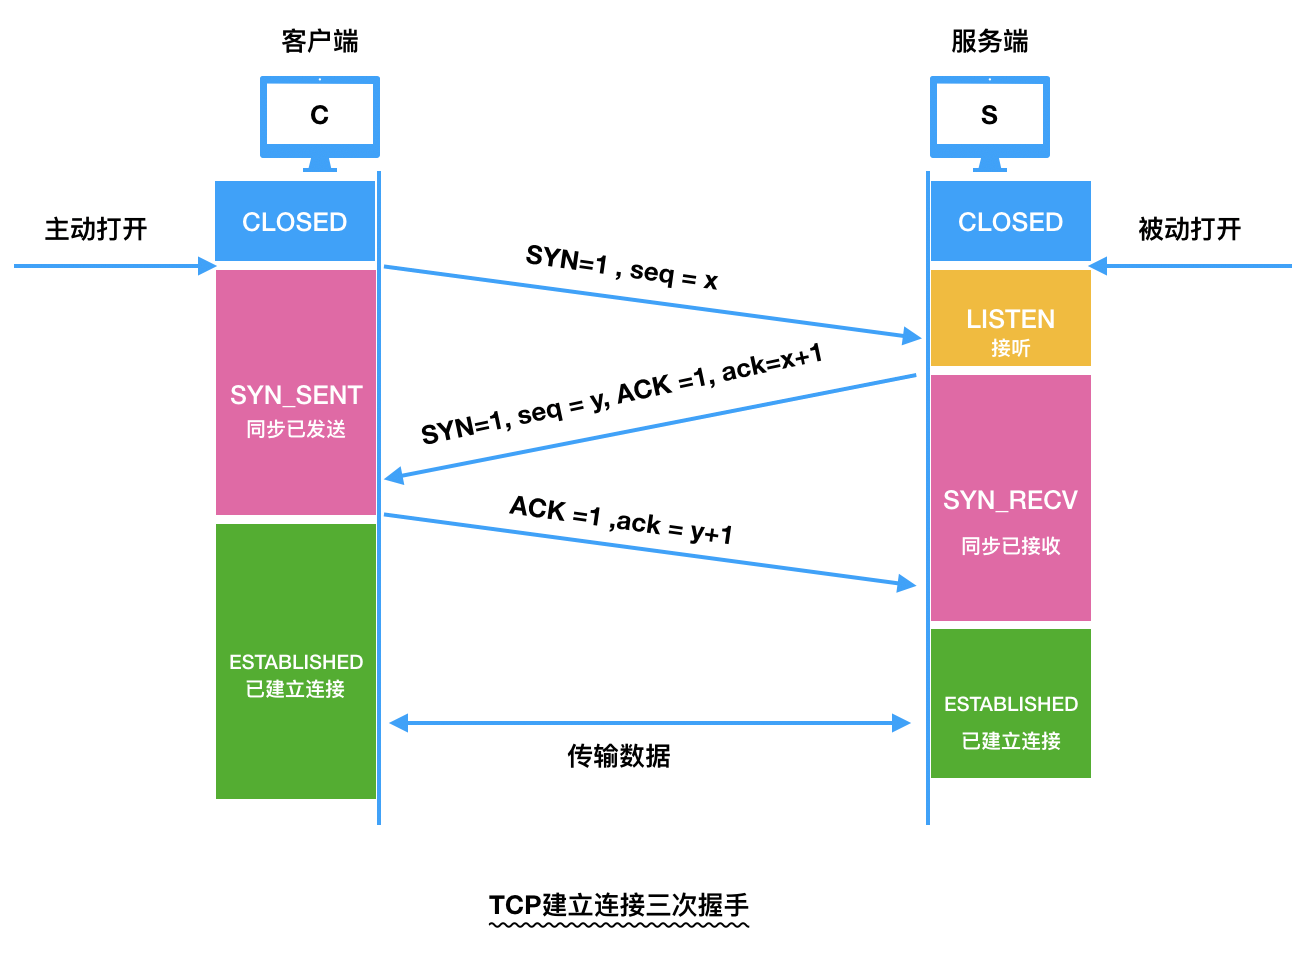 客户端
服务端
C
S
CLOSED
CLOSED
主动打开
被动打开
SYN=1 , seq = x
LISTEN
接听
SYN=1, seq = y, ACK =1, ack=x+1
SYN_SENT
同步已发送
ACK =1 ,ack = y+1
SYN_RECV
同步已接收
ESTABLISHED
已建立连接
ESTABLISHED
已建立连接
传输数据
TCP建立连接三次握手